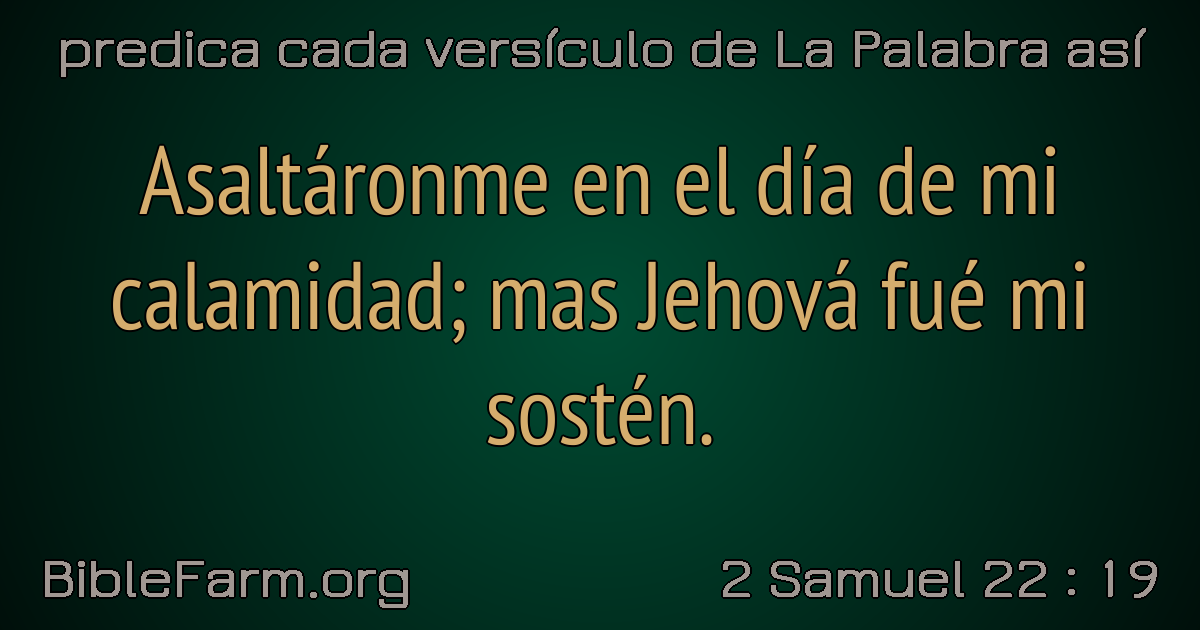 predica cada versículo de La Palabra así
Asaltáronme en el día de mi
calamidad; mas Jehová fué mi
sostén.
BibleFarm.org
2 Samuel 22 : 19